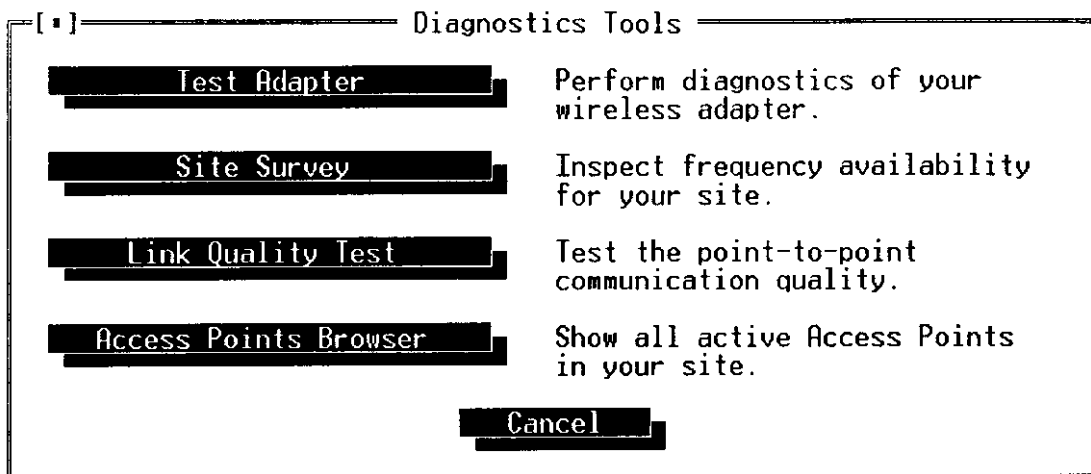 [▪] Diagnostics Tools
Test Adapter
Perform diagnostics of your
wireless adapter.
Site Survey
Inspect frequency availability
for your site.
Link Quality Test
Test the point-to-point
communication quality.
Access Points Browser
Show all active Access Points
in your site.
Cancel